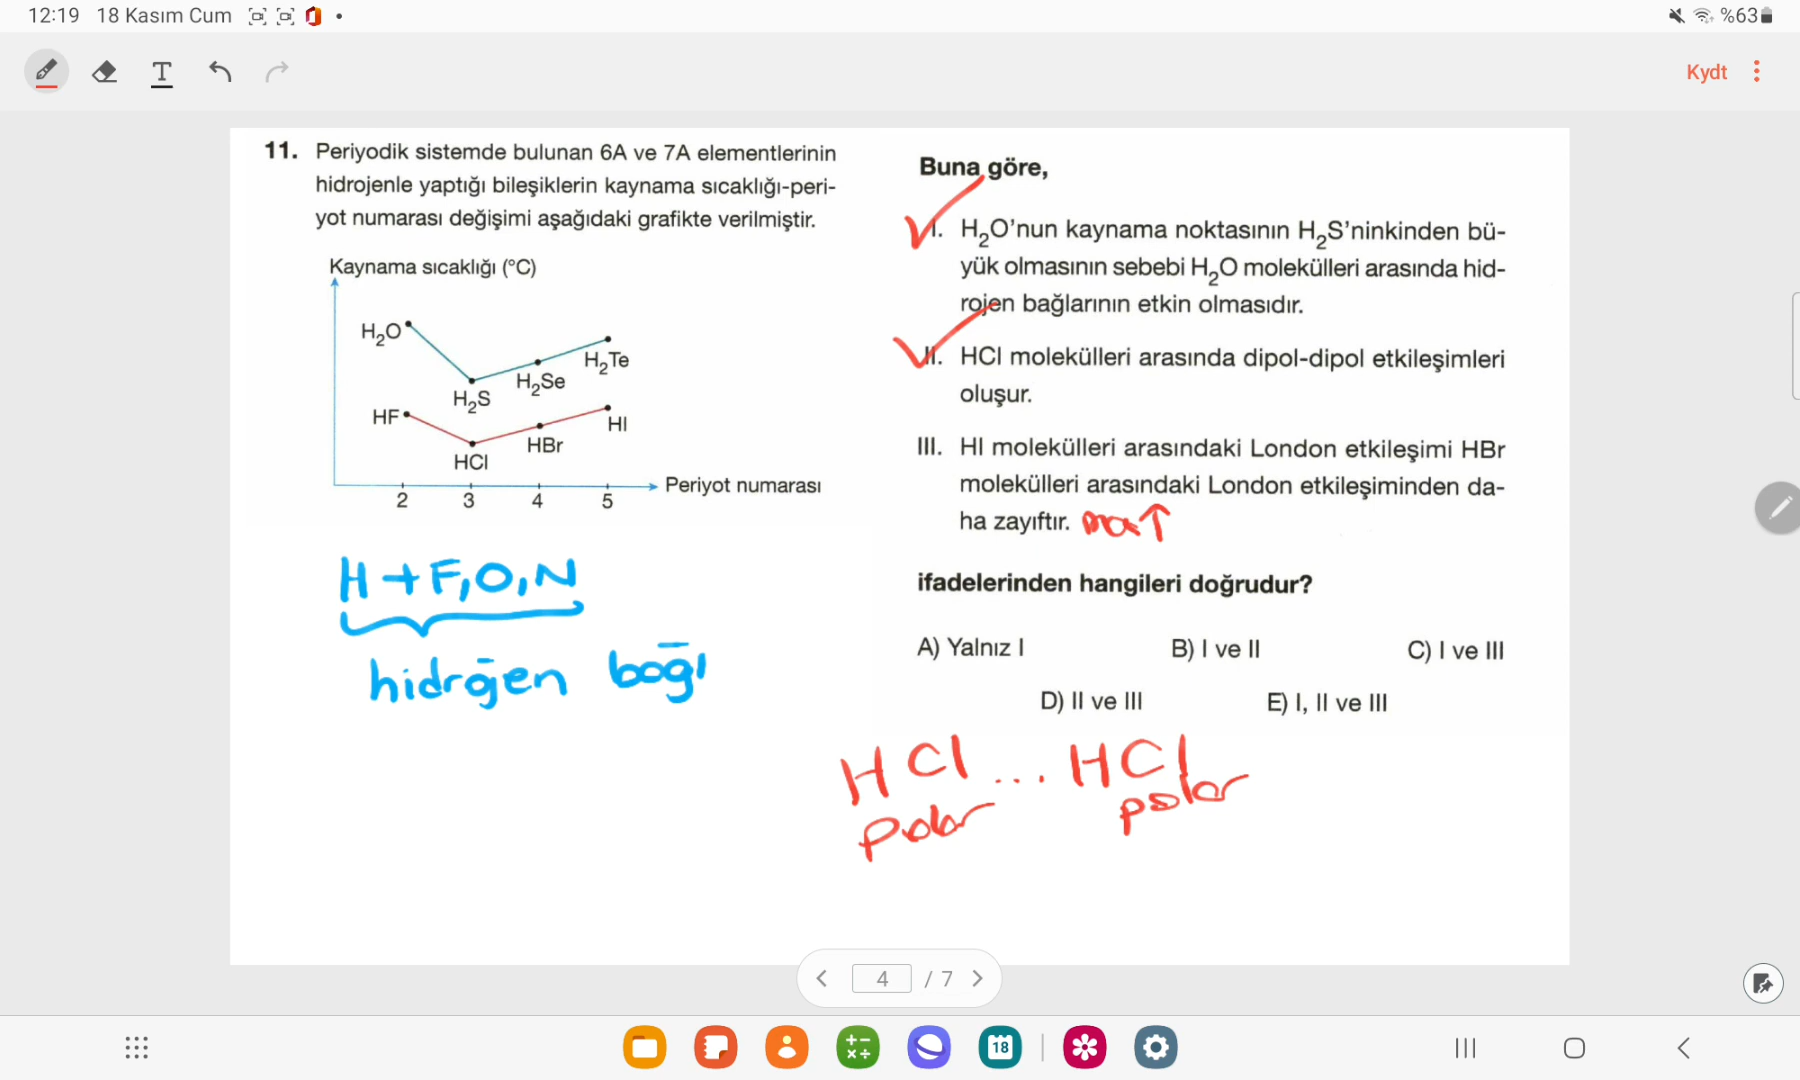 12:19 18 Kasım Cum
%63
Kydt
11. Periyodik sistemde bulunan 6A ve 7A elementlerinin
hidrojenle yaptığı bileşiklerin kaynama sıcaklığı-peri-
yot numarası değişimi aşağıdaki grafikte verilmiştir.
Kaynama sıcaklığı (°C)
H₂O
H₂Te
H₂Se
H₂S
HF
HI
HBr
HCl
Periyot numarası
2 3 4 5
H + F, O, N
hidrojen bağı
Buna göre,
I. H₂O'nun kaynama noktasının H₂S'ninkinden bü-
yük olmasının sebebi H₂O molekülleri arasında hid-
rojen bağlarının etkin olmasıdır.
II. HCl molekülleri arasında dipol-dipol etkileşimleri
oluşur.
III. HI molekülleri arasındaki London etkileşimi HBr
molekülleri arasındaki London etkileşiminden da-
ha zayıftır. ma↑
ifadelerinden hangileri doğrudur?
A) Yalnız I B) I ve II C) I ve III
D) II ve III E) I, II ve III
HCl ... HCl
polar polar
4 / 7
18